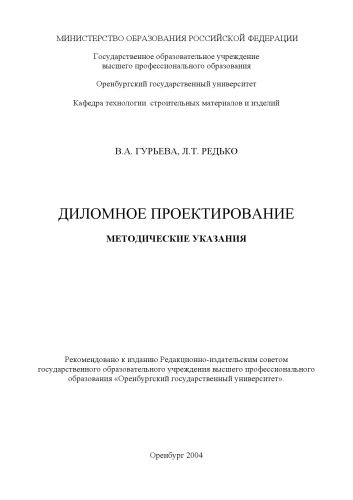 МИНИСТЕРСТВО ОБРАЗОВАНИЯ РОССИЙСКОЙ ФЕДЕРАЦИИ
Государственное образовательное учреждение
высшего профессионального образования
Оренбургский государственный университет
Кафедра технологии строительных материалов и изделий
В.А. ГУРЬЕВА, Л.Т. РЕДЬКО
ДИЛОМНОЕ ПРОЕКТИРОВАНИЕ
МЕТОДИЧЕСКИЕ УКАЗАНИЯ
Рекомендовано к изданию Редакционно-издательским советом
государственного образовательного учреждения высшего профессионального
образования «Оренбургский государственный университет».
Оренбург 2004